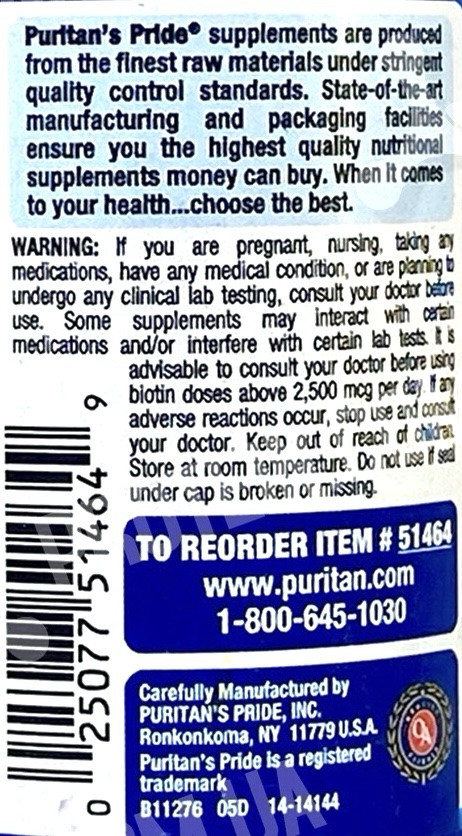 Puritan's Pride® supplements are produced
from the finest raw materials under stringent
quality control standards. State-of-the-art
manufacturing and packaging facilities
ensure you the highest quality nutritional
supplements money can buy. When it comes
to your health...choose the best.
WARNING: If you are pregnant, nursing, taking any
medications, have any medical condition, or are planning to
undergo any clinical lab testing, consult your doctor before
use. Some supplements may interact with certain
medications and/or interfere with certain lab tests. It is
advisable to consult your doctor before using
biotin doses above 2,500 mcg per day. If any
adverse reactions occur, stop use and consult
your doctor. Keep out of reach of children.
Store at room temperature. Do not use if seal
under cap is broken or missing.
0 25077 51464 9
TO REORDER ITEM # 51464
www.puritan.com
1-800-645-1030
Carefully Manufactured by
PURITAN'S PRIDE, INC.
Ronkonkoma, NY 11779 U.S.A.
Puritan's Pride is a registered
trademark
B11276 05D 14-14144
QA